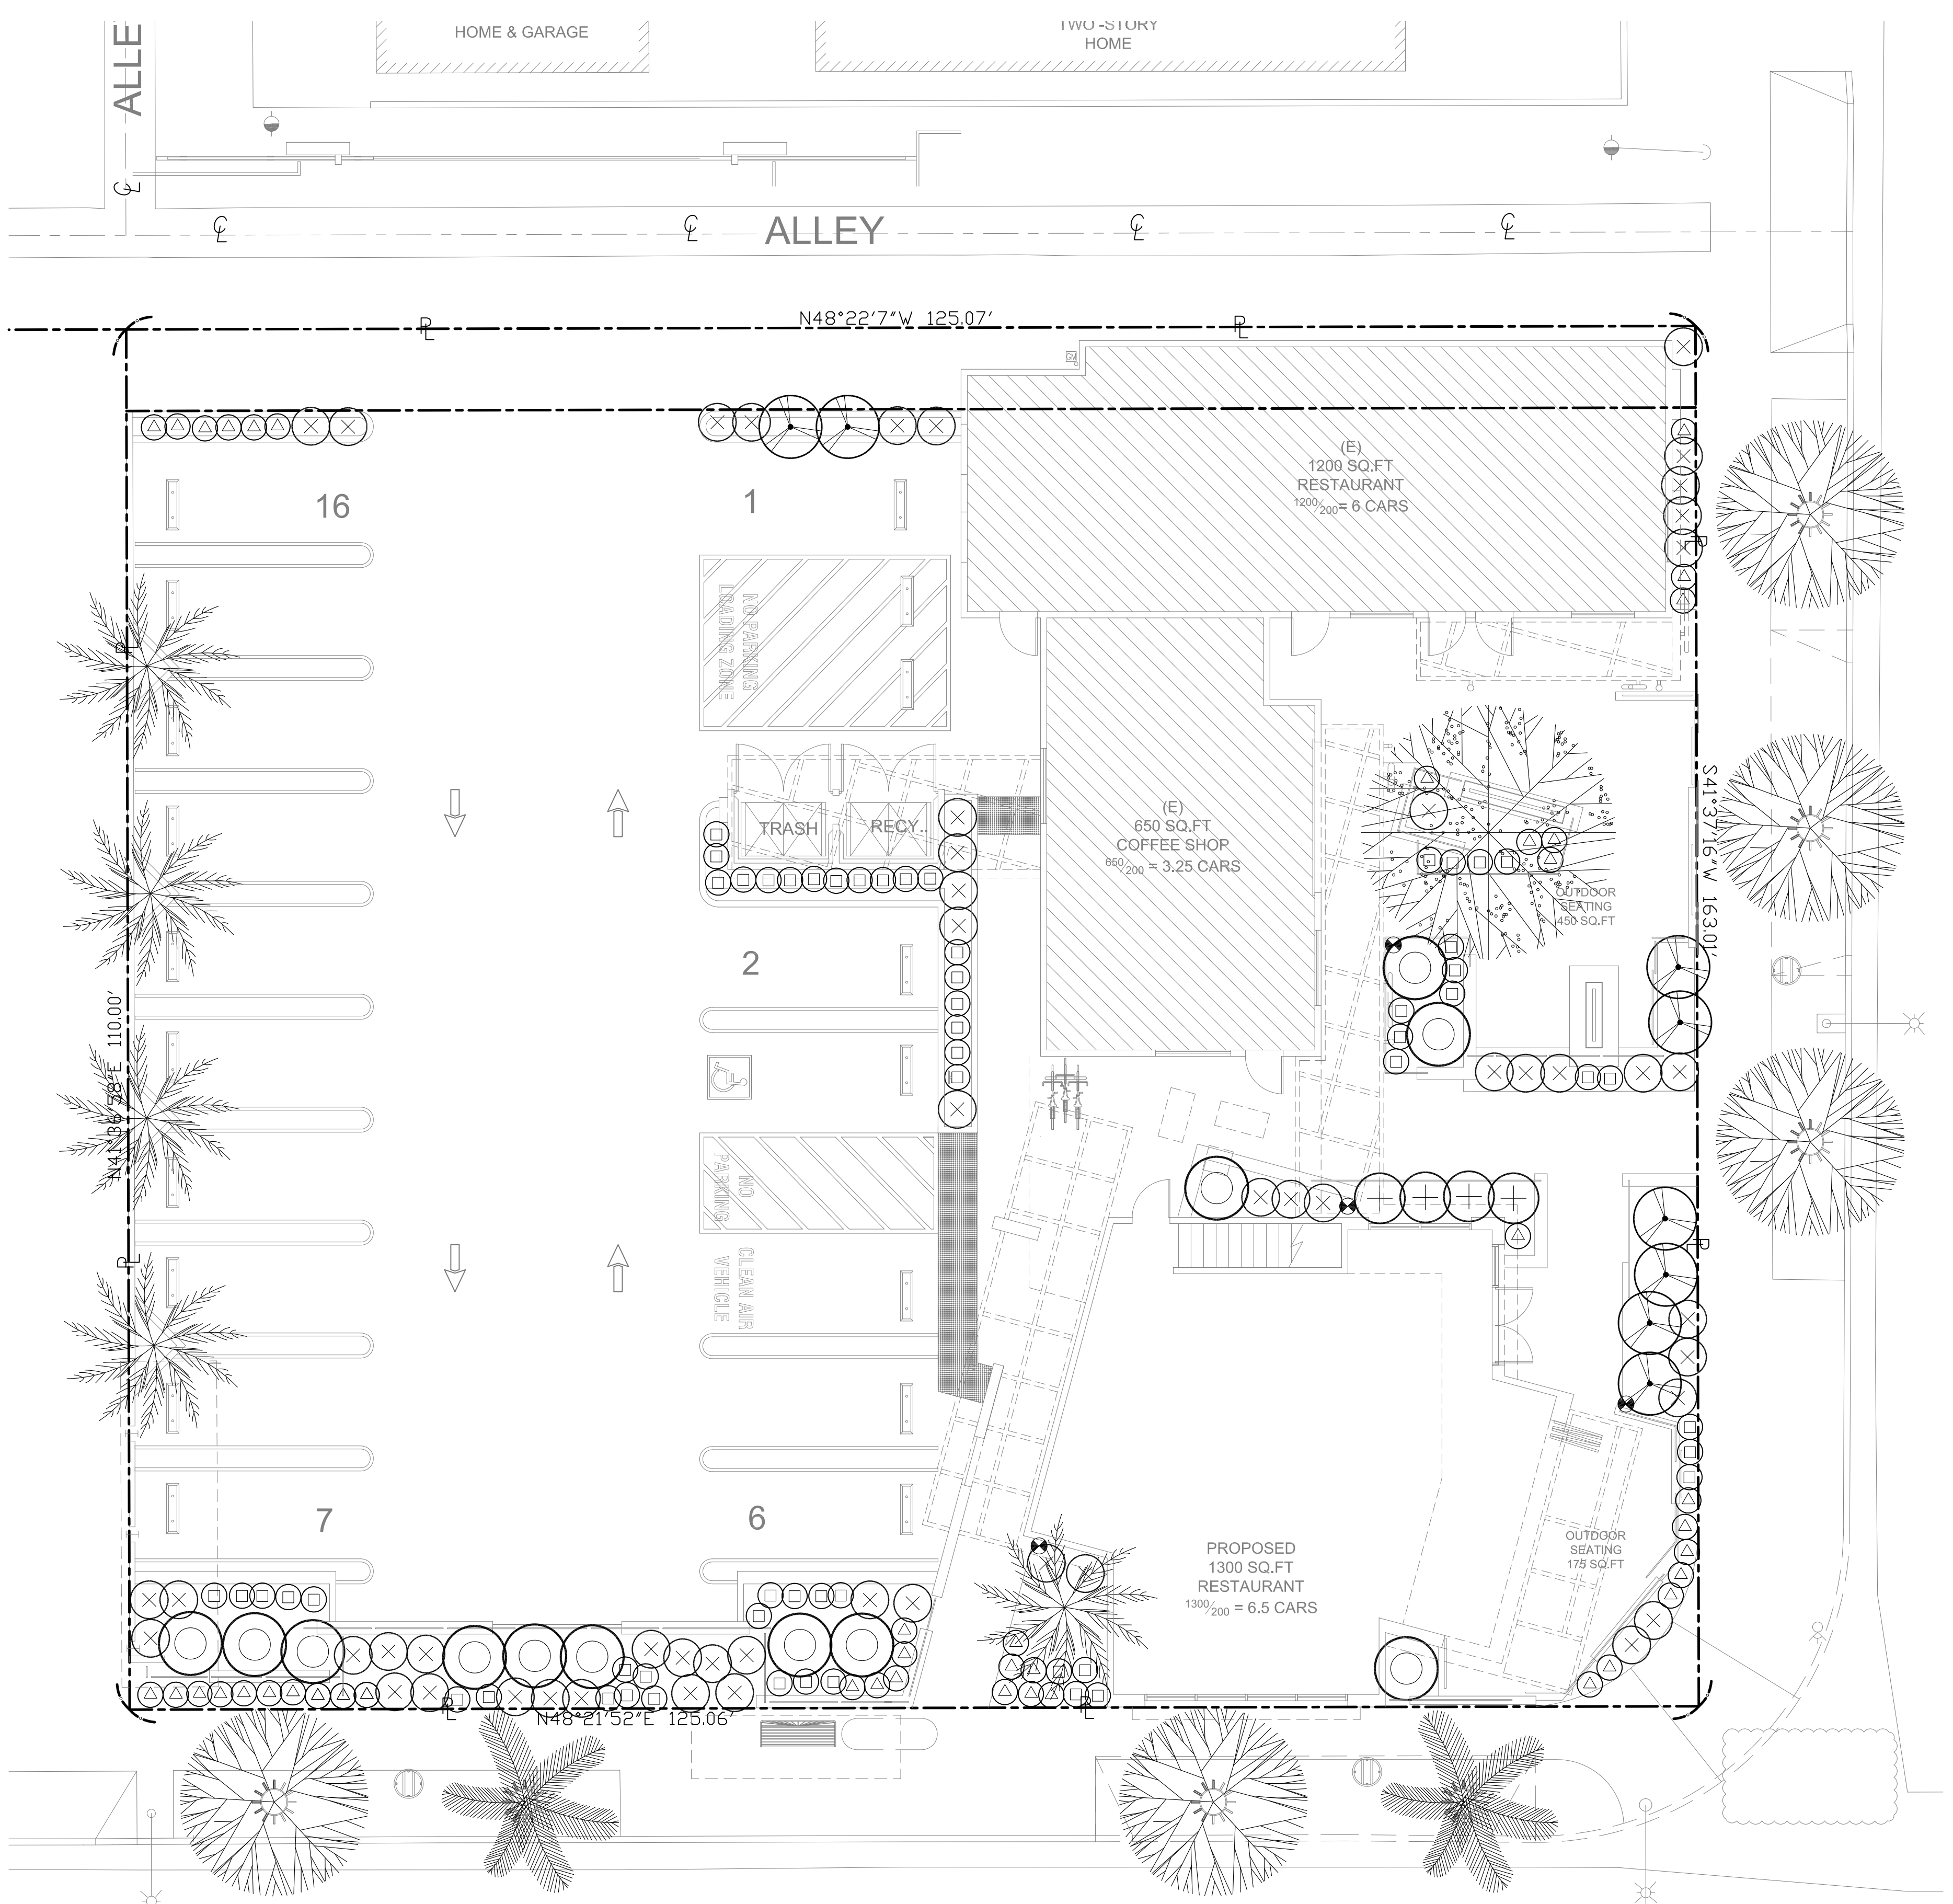 ALLE
HOME & GARAGE
TWO -STORY
HOME
ALLEY
N48°22'7"W 125.07'
GM
16
1
(E)
1200 SQ.FT
RESTAURANT
1200/200= 6 CARS
NO PARKING
LOADING ZONE
TRASH
RECY..
(E)
650 SQ.FT
COFFEE SHOP
650/200 = 3.25 CARS
S41°37'16"W 163.01'
OUTDOOR
SEATING
450 SQ.FT
2
N41°36'58"E 110.00'
NO
PARKING
CLEAN AIR
VEHICLE
7
6
PROPOSED
1300 SQ.FT
RESTAURANT
1300/200 = 6.5 CARS
OUTDOOR
SEATING
175 SQ.FT
N48°21'52"E 125.06'